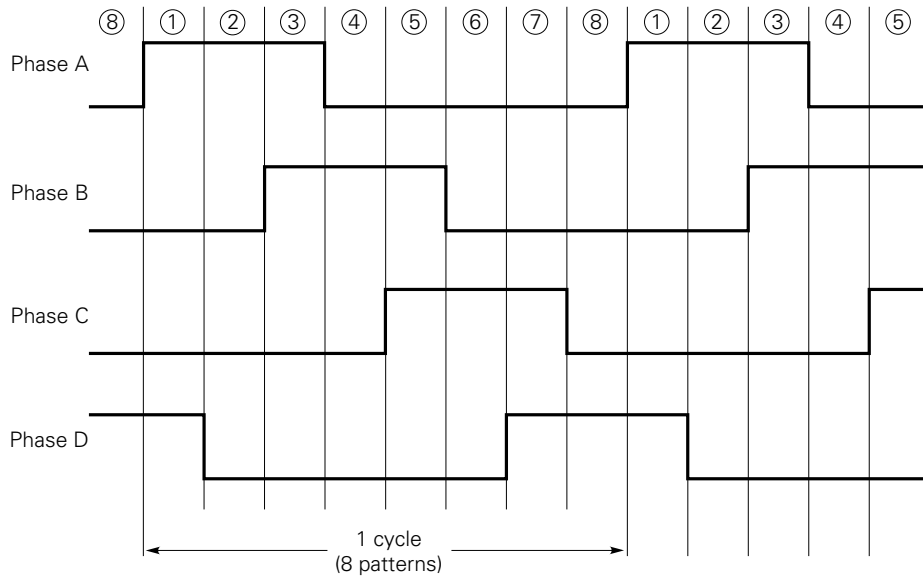 ⑧ ① ② ③ ④ ⑤ ⑥ ⑦ ⑧ ① ② ③ ④ ⑤
Phase A
Phase B
Phase C
Phase D
1 cycle
(8 patterns)